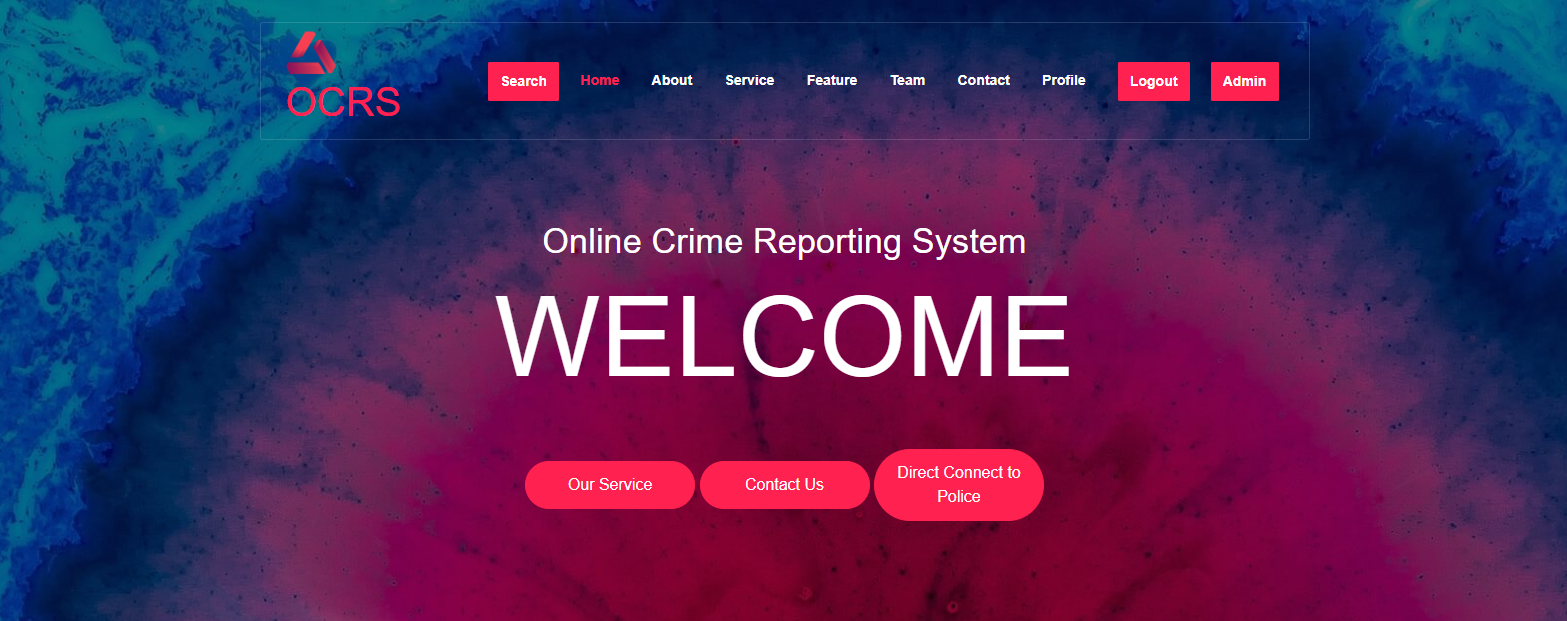 OCRS
Search Home About Service Feature Team Contact Profile Logout Admin
Online Crime Reporting System
WELCOME
Our Service
Contact Us
Direct Connect to
Police